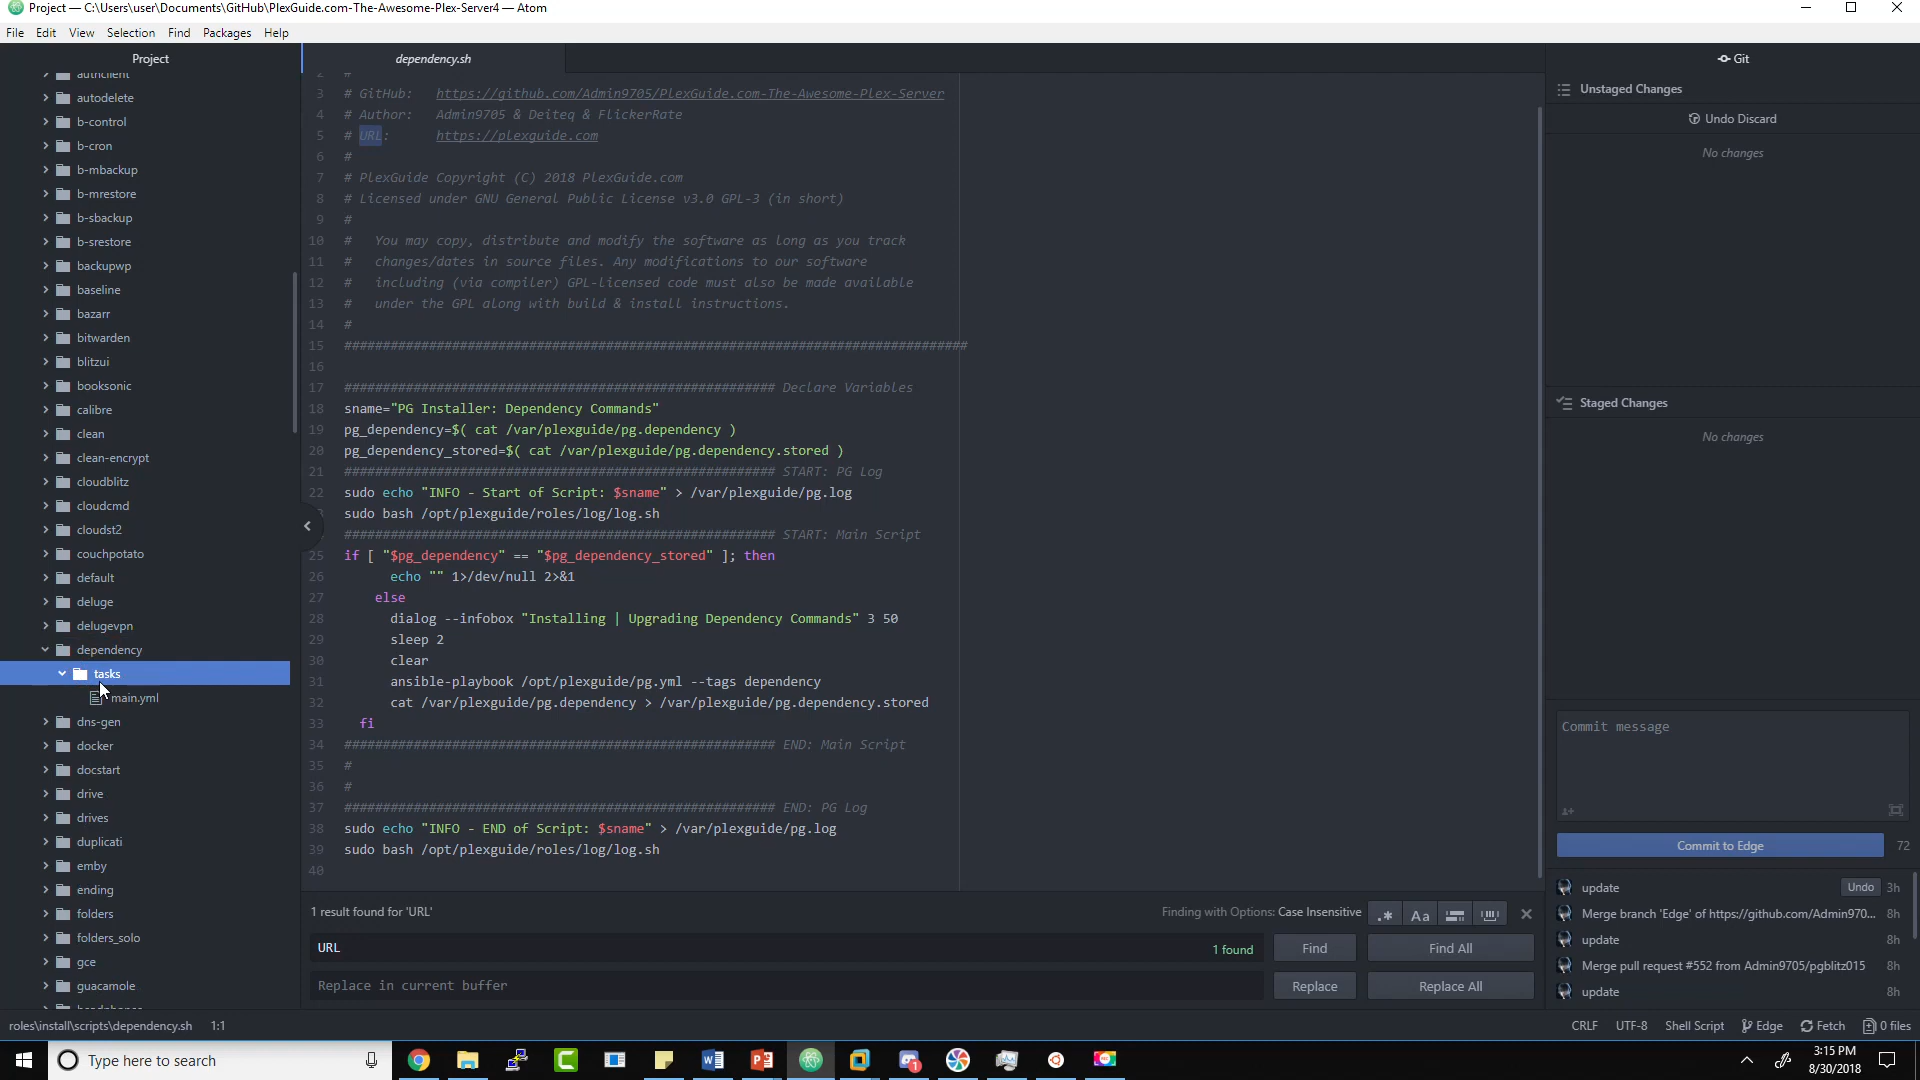 Project — C:\Users\user\Documents\GitHub\PlexGuide.com-The-Awesome-Plex-Server4 — Atom
File Edit View Selection Find Packages Help
Project
authclient
autodelete
b-control
b-cron
b-mbackup
b-mrestore
b-sbackup
b-srestore
backupwp
baseline
bazarr
bitwarden
blitzui
booksonic
calibre
clean
clean-encrypt
cloudblitz
cloudcmd
cloudst2
couchpotato
default
deluge
delugevpn
dependency
tasks
main.yml
dns-gen
docker
docstart
drive
drives
duplicati
emby
ending
folders
folders_solo
gce
guacamole
dependency.sh
2 #
3 # GitHub: https://github.com/Admin9705/PlexGuide.com-The-Awesome-Plex-Server
4 # Author: Admin9705 & Deiteq & FlickerRate
5 # URL: https://plexguide.com
6 #
7 # PlexGuide Copyright (C) 2018 PlexGuide.com
8 # Licensed under GNU General Public License v3.0 GPL-3 (in short)
9 #
10 # You may copy, distribute and modify the software as long as you track
11 # changes/dates in source files. Any modifications to our software
12 # including (via compiler) GPL-licensed code must also be made available
13 # under the GPL along with build & install instructions.
14 #
15 #################################################################################
16
17 ######################################################## Declare Variables
18 sname="PG Installer: Dependency Commands"
19 pg_dependency=$( cat /var/plexguide/pg.dependency )
20 pg_dependency_stored=$( cat /var/plexguide/pg.dependency.stored )
21 ######################################################## START: PG Log
22 sudo echo "INFO - Start of Script: $sname" > /var/plexguide/pg.log
sudo bash /opt/plexguide/roles/log/log.sh
######################################################## START: Main Script
25 if [ "$pg_dependency" == "$pg_dependency_stored" ]; then
26 echo "" 1>/dev/null 2>&1
27 else
28 dialog --infobox "Installing | Upgrading Dependency Commands" 3 50
29 sleep 2
30 clear
31 ansible-playbook /opt/plexguide/pg.yml --tags dependency
32 cat /var/plexguide/pg.dependency > /var/plexguide/pg.dependency.stored
33 fi
34 ######################################################## END: Main Script
35 #
36 #
37 ######################################################## END: PG Log
38 sudo echo "INFO - END of Script: $sname" > /var/plexguide/pg.log
39 sudo bash /opt/plexguide/roles/log/log.sh
40
1 result found for 'URL'
Finding with Options: Case Insensitive
.* Aa
URL 1 found Find Find All
Replace in current buffer Replace Replace All
Git
Unstaged Changes
Undo Discard
No changes
Staged Changes
No changes
Commit message
Commit to Edge 72
update Undo 3h
Merge branch 'Edge' of https://github.com/Admin970... 8h
update 8h
Merge pull request #552 from Admin9705/pgblitz015 8h
update 8h
roles\install\scripts\dependency.sh 1:1
CRLF UTF-8 Shell Script Edge Fetch 0 files
Type here to search
3:15 PM
8/30/2018